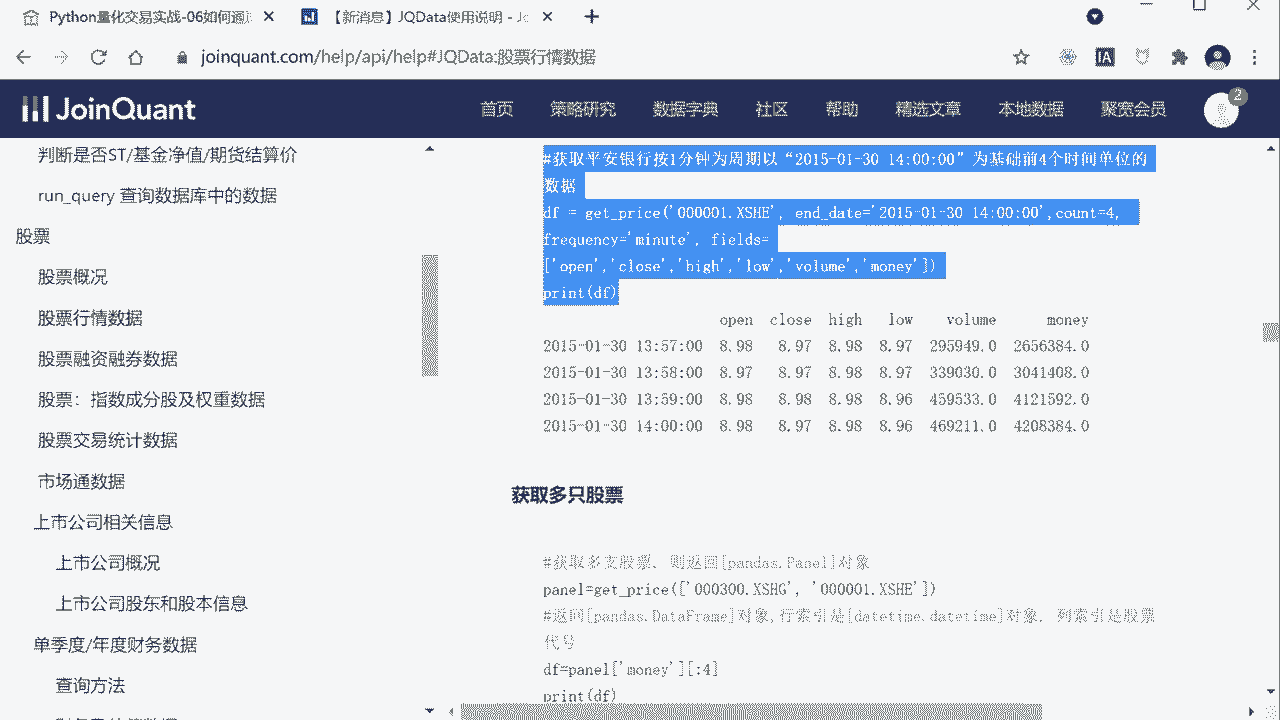 Python量化交易实战-06如何通
【新消息】JQData使用说明 - Jo
joinquant.com/help/api/help#JQData:股票行情数据
IA
JoinQuant
首页
策略研究
数据字典
社区
帮助
精选文章
本地数据
聚宽会员
2
判断是否ST/基金净值/期货结算价
run_query 查询数据库中的数据
股票
股票概况
股票行情数据
股票融资融券数据
股票：指数成分股及权重数据
股票交易统计数据
市场通数据
上市公司相关信息
上市公司概况
上市公司股东和股本信息
单季度/年度财务数据
查询方法
#获取平安银行按1分钟为周期以“2015-01-30 14:00:00”为基础前4个时间单位的
数据
df = get_price('000001.XSHE', end_date='2015-01-30 14:00:00',count=4,
frequency='minute', fields=
['open','close','high','low','volume','money'])
print(df)
open close high low volume money
2015-01-30 13:57:00 8.98 8.97 8.98 8.97 295949.0 2656384.0
2015-01-30 13:58:00 8.97 8.97 8.98 8.97 339030.0 3041408.0
2015-01-30 13:59:00 8.98 8.98 8.98 8.96 459533.0 4121592.0
2015-01-30 14:00:00 8.98 8.97 8.98 8.96 469211.0 4208384.0
获取多只股票
#获取多支股票, 则返回[pandas.Panel]对象
panel=get_price(['000300.XSHG', '000001.XSHE'])
#返回[pandas.DataFrame]对象,行索引是[datetime.datetime]对象, 列索引是股票
代号
df=panel['money'][:4]
print(df)